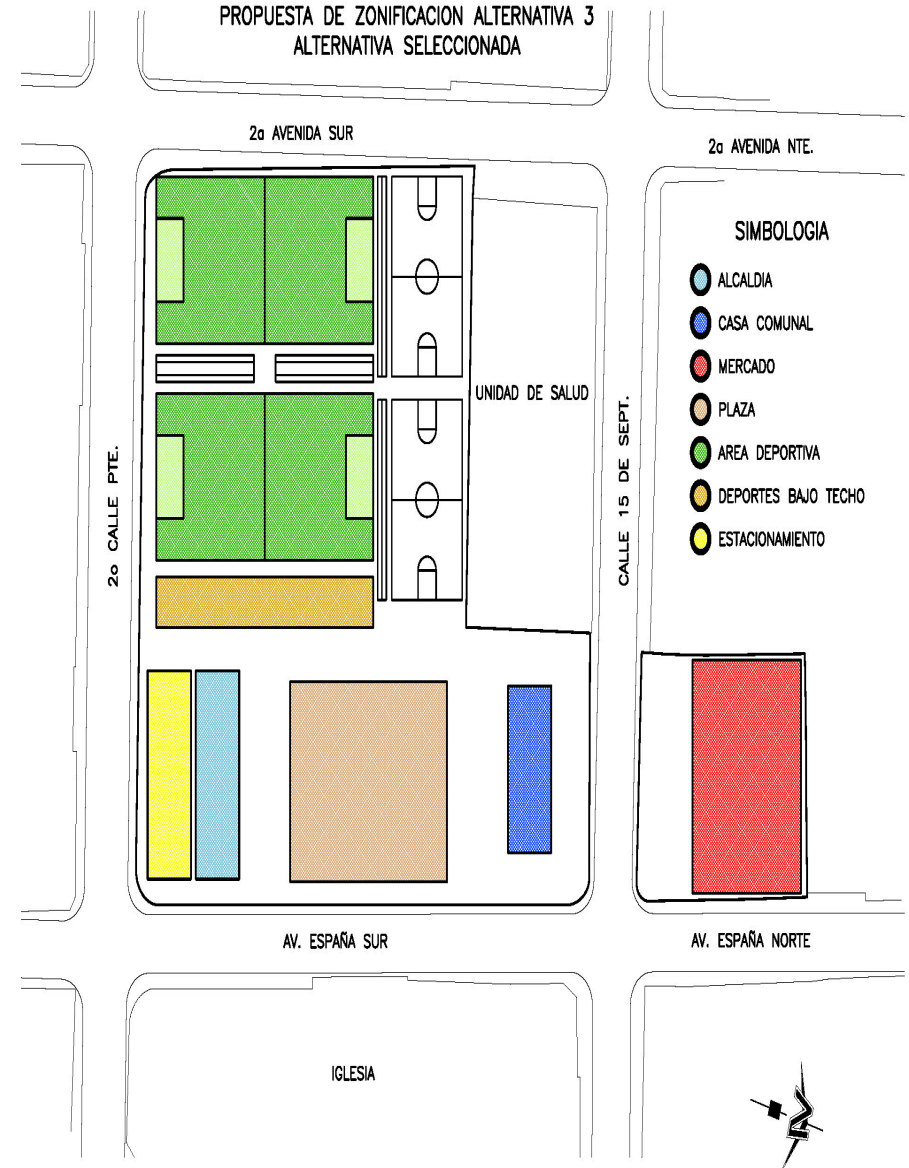 PROPUESTA DE ZONIFICACION ALTERNATIVA 3
ALTERNATIVA SELECCIONADA
2a AVENIDA SUR
2a AVENIDA NTE.
SIMBOLOGIA
ALCALDIA
CASA COMUNAL
MERCADO
PLAZA
AREA DEPORTIVA
DEPORTES BAJO TECHO
ESTACIONAMIENTO
UNIDAD DE SALUD
2o CALLE PTE.
CALLE 15 DE SEPT.
AV. ESPAÑA SUR
AV. ESPAÑA NORTE
IGLESIA
N